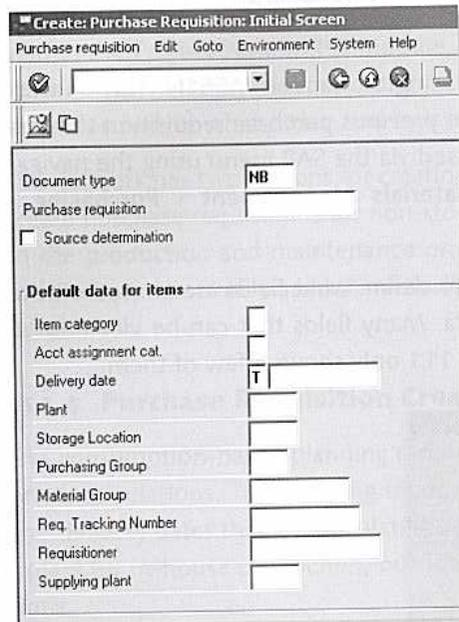 Create: Purchase Requisition: Initial Screen
Purchase requisition Edit Goto Environment System Help
Document type NB
Purchase requisition
Source determination
Default data for items
Item category
Acct assignment cat.
Delivery date T
Plant
Storage Location
Purchasing Group
Material Group
Req. Tracking Number
Requisitioner
Supplying plant